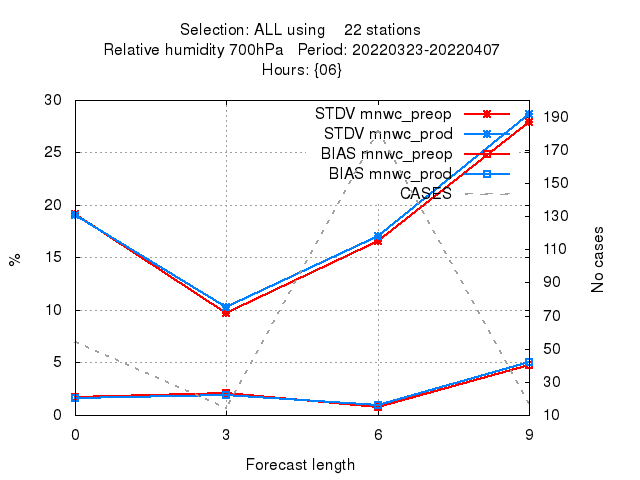 Selection: ALL using    22 stations
Relative humidity 700hPa   Period: 20220323-20220407
Hours: {06}
STDV mnwc_preop
STDV mnwc_prod
BIAS mnwc_preop
BIAS mnwc_prod
CASES
30
25
20
15
10
5
0
%
190
170
150
130
110
90
70
50
30
10
No cases
0 3 6 9
Forecast length